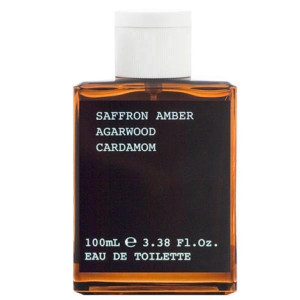 SAFFRON AMBER
AGARWOOD
CARDAMOM
100mL ℮ 3.38 Fl.Oz.
EAU DE TOILETTE